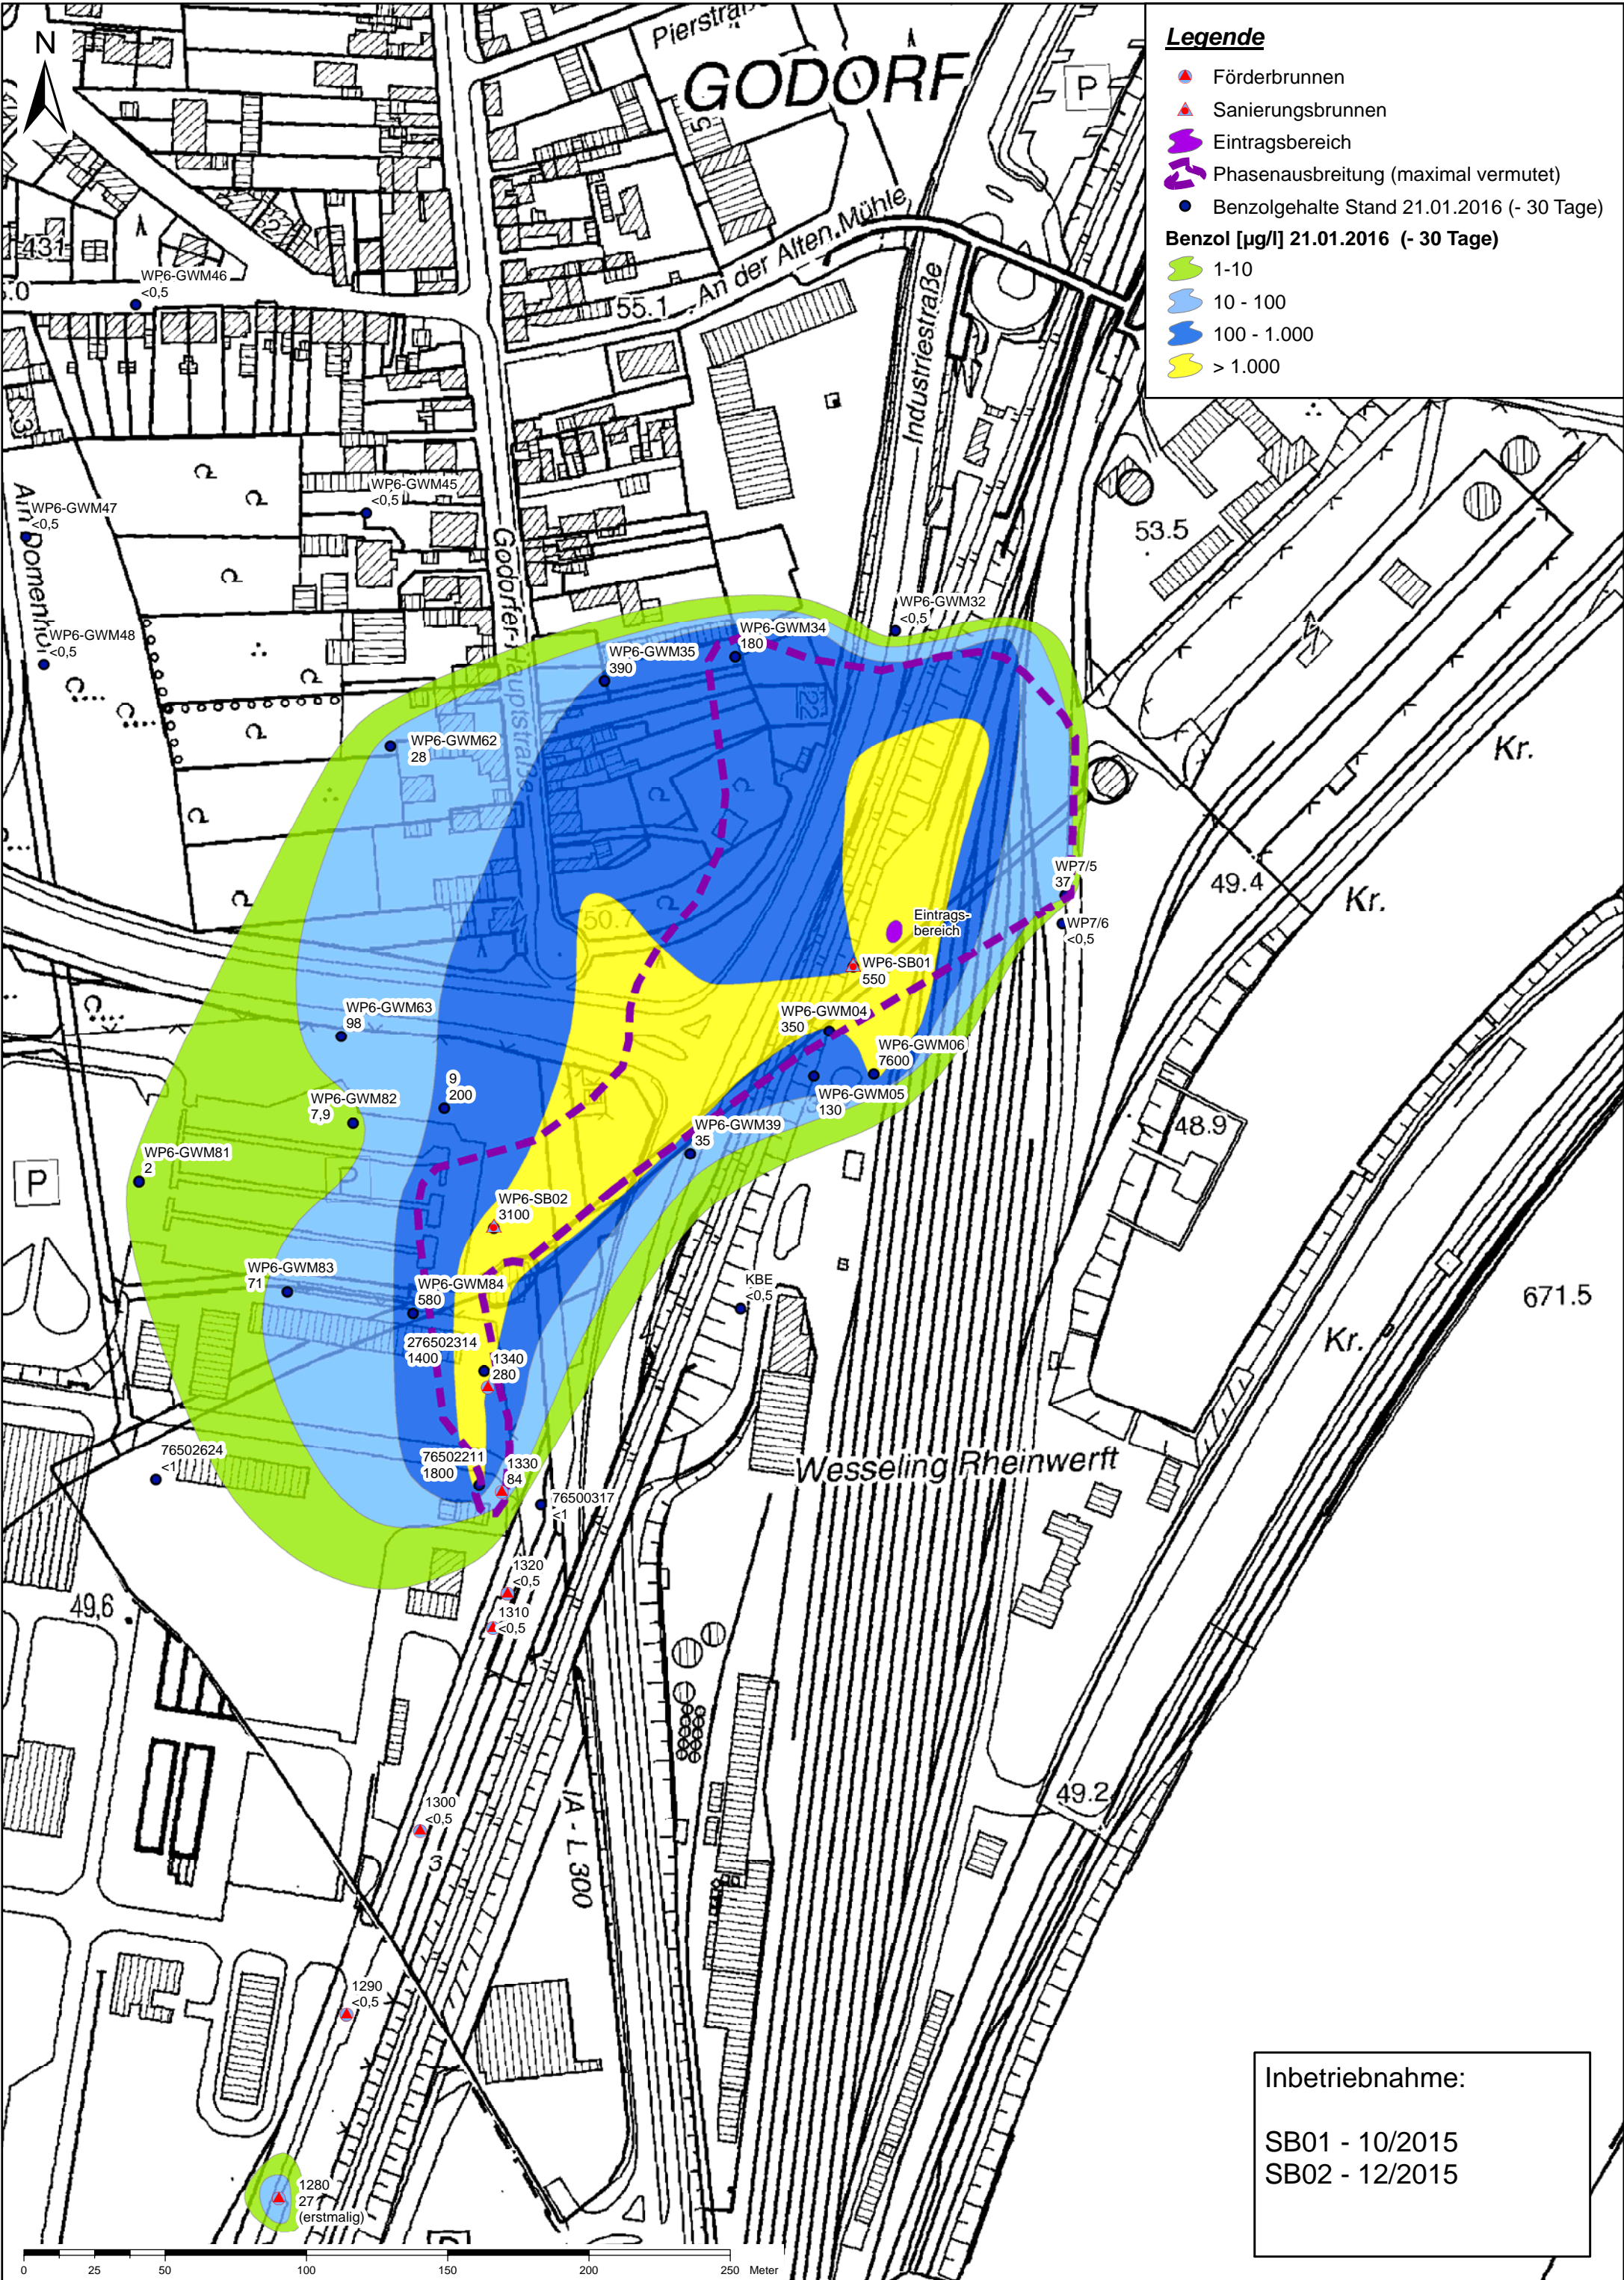 N
Pierstraße
GODORF
P
Legende
Förderbrunnen
Sanierungsbrunnen
Eintragsbereich
Phasenausbreitung (maximal vermutet)
Benzolgehalte Stand 21.01.2016 (- 30 Tage)
Benzol [µg/l] 21.01.2016 (- 30 Tage)
1-10
10 - 100
100 - 1.000
> 1.000
431
WP6-GWM46
<0,5
55.1
An der Alten Mühle
Industriestraße
WP6-GWM45
<0,5
WP6-GWM47
<0,5
Godorfer-Hauptstraße
53.5
WP6-GWM32
<0,5
WP6-GWM48
<0,5
WP6-GWM34
180
WP6-GWM35
390
22
WP6-GWM62
28
Kr.
WP7/5
37
49.4
Kr.
50.7
Eintrags-
bereich
WP7/6
<0,5
WP6-SB01
550
WP6-GWM63
98
WP6-GWM04
350
WP6-GWM06
7600
9
200
WP6-GWM82
7,9
WP6-GWM05
130
WP6-GWM39
35
48.9
WP6-GWM81
2
P
WP6-SB02
3100
WP6-GWM83
71
WP6-GWM84
580
KBE
<0,5
671.5
Kr.
276502314
1400
1340
280
76502624
<1
76502211
1800
1330
84
Wesseling Rheinwerft
76500317
<1
1320
<0,5
1310
<0,5
49,6
49.2
1300
<0,5
3
IA - L 300
1290
<0,5
Inbetriebnahme:
SB01 - 10/2015
SB02 - 12/2015
1280
27
(erstmalig)
0 25 50 100 150 200 250 Meter